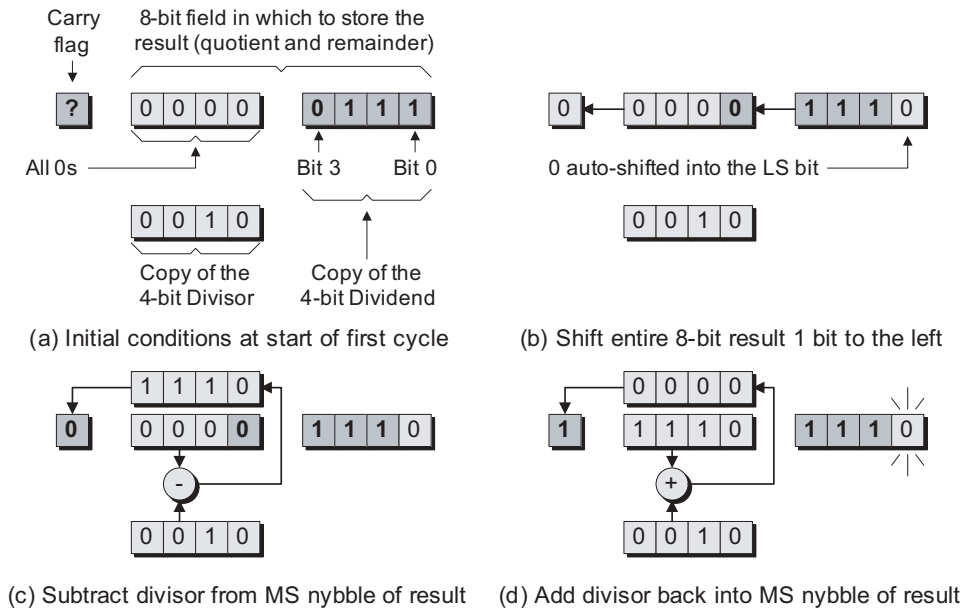 Carry
flag
8-bit field in which to store the
result (quotient and remainder)
? 0 0 0 0 0 1 1 1
All 0s
Bit 3 Bit 0
0 0 1 0
Copy of the
4-bit Divisor
Copy of the
4-bit Dividend
(a) Initial conditions at start of first cycle
0 0 0 0 0 1 1 1 0
0 auto-shifted into the LS bit
0 0 1 0
(b) Shift entire 8-bit result 1 bit to the left
1 1 1 0
0 0 0 0 0 1 1 1 0
-
0 0 1 0
(c) Subtract divisor from MS nybble of result
0 0 0 0
1 1 1 1 0 1 1 1 0
+
0 0 1 0
(d) Add divisor back into MS nybble of result